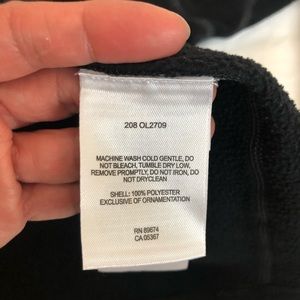 208 OL2709
MACHINE WASH COLD GENTLE, DO
NOT BLEACH, TUMBLE DRY LOW,
REMOVE PROMPTLY, DO NOT IRON, DO
NOT DRYCLEAN
SHELL: 100% POLYESTER
EXCLUSIVE OF ORNAMENTATION
RN 89674
CA 05367